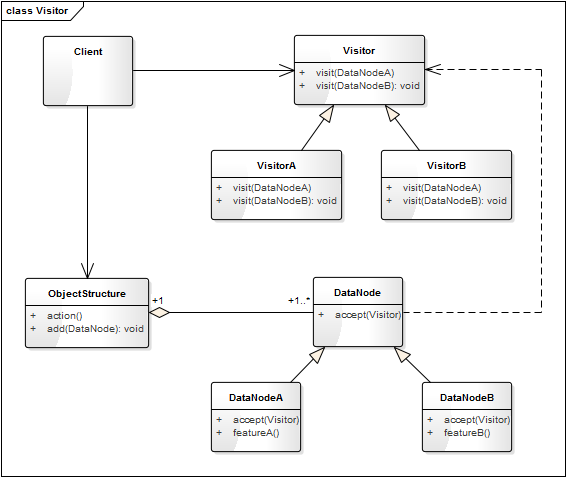 class Visitor
Client
Visitor
+ visit(DataNodeA)
+ visit(DataNodeB): void
VisitorA
+ visit(DataNodeA)
+ visit(DataNodeB): void
VisitorB
+ visit(DataNodeA)
+ visit(DataNodeB): void
ObjectStructure
+ action()
+ add(DataNode): void
+1
+1..*
DataNode
+ accept(Visitor)
DataNodeA
+ accept(Visitor)
+ featureA()
DataNodeB
+ accept(Visitor)
+ featureB()